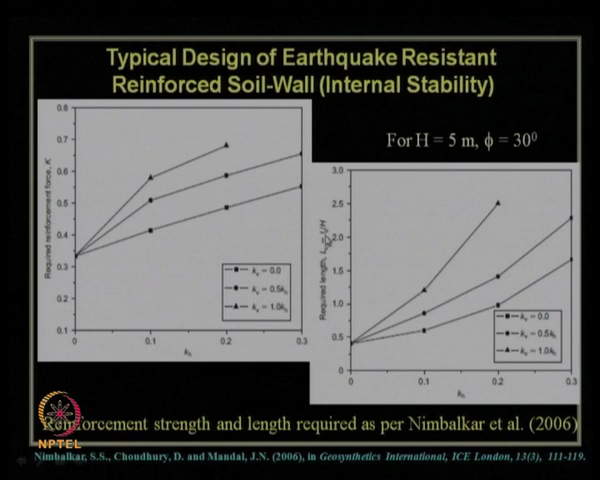 Typical Design of Earthquake Resistant
Reinforced Soil-Wall (Internal Stability)
For H = 5 m, ϕ = 30⁰
0.8
0.7
0.6
0.5
0.4
0.3
0.2
0.1
Required reinforcement force, K
kᵥ = 0.0
kᵥ = 0.5kₕ
kᵥ = 1.0kₕ
0 0.1 0.2 0.3
kₕ
3.0
2.5
2.0
1.5
1.0
0.5
0
Required length,
kᵥ = 0.0
kᵥ = 0.5kₕ
kᵥ = 1.0kₕ
0 0.1 0.2 0.3
kₕ
Reinforcement strength and length required as per Nimbalkar et al. (2006)
NPTEL
Nimbalkar, S.S., Choudhury, D. and Mandal, J.N. (2006), in Geosynthetics International, ICE London, 13(3), 111-119.